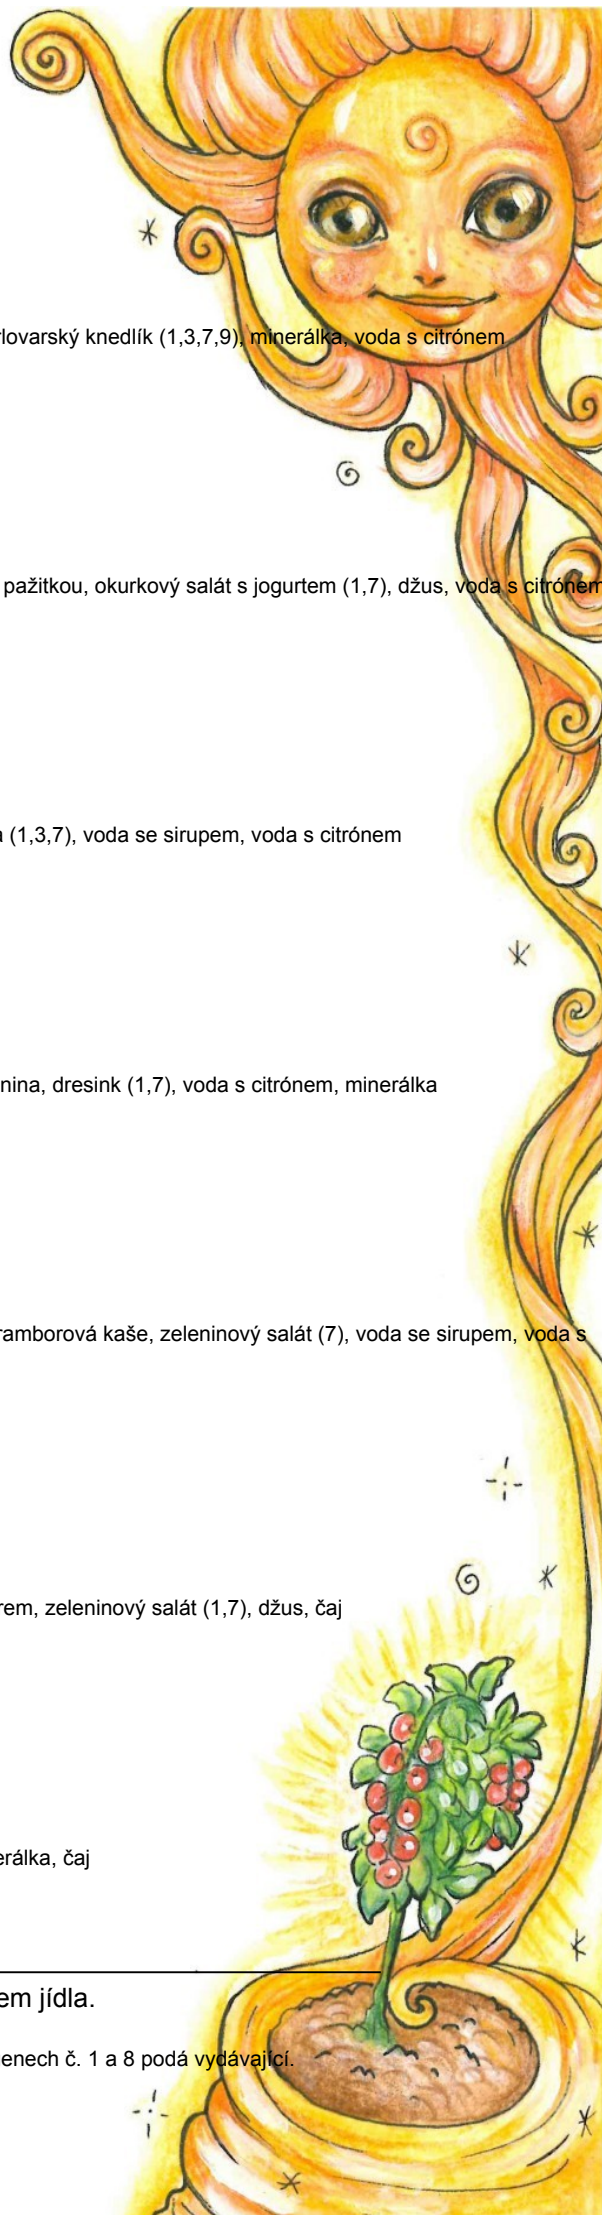 lovarský knedlík (1,3,7,9), minerálka, voda s citrónem
pažitkou, okurkový salát s jogurtem (1,7), džus, voda s citrónem
(1,3,7), voda se sirupem, voda s citrónem
nina, dresink (1,7), voda s citrónem, minerálka
ramborová kaše, zeleninový salát (7), voda se sirupem, voda s
rem, zeleninový salát (1,7), džus, čaj
erálka, čaj
em jídla.
enech č. 1 a 8 podá vydávající.